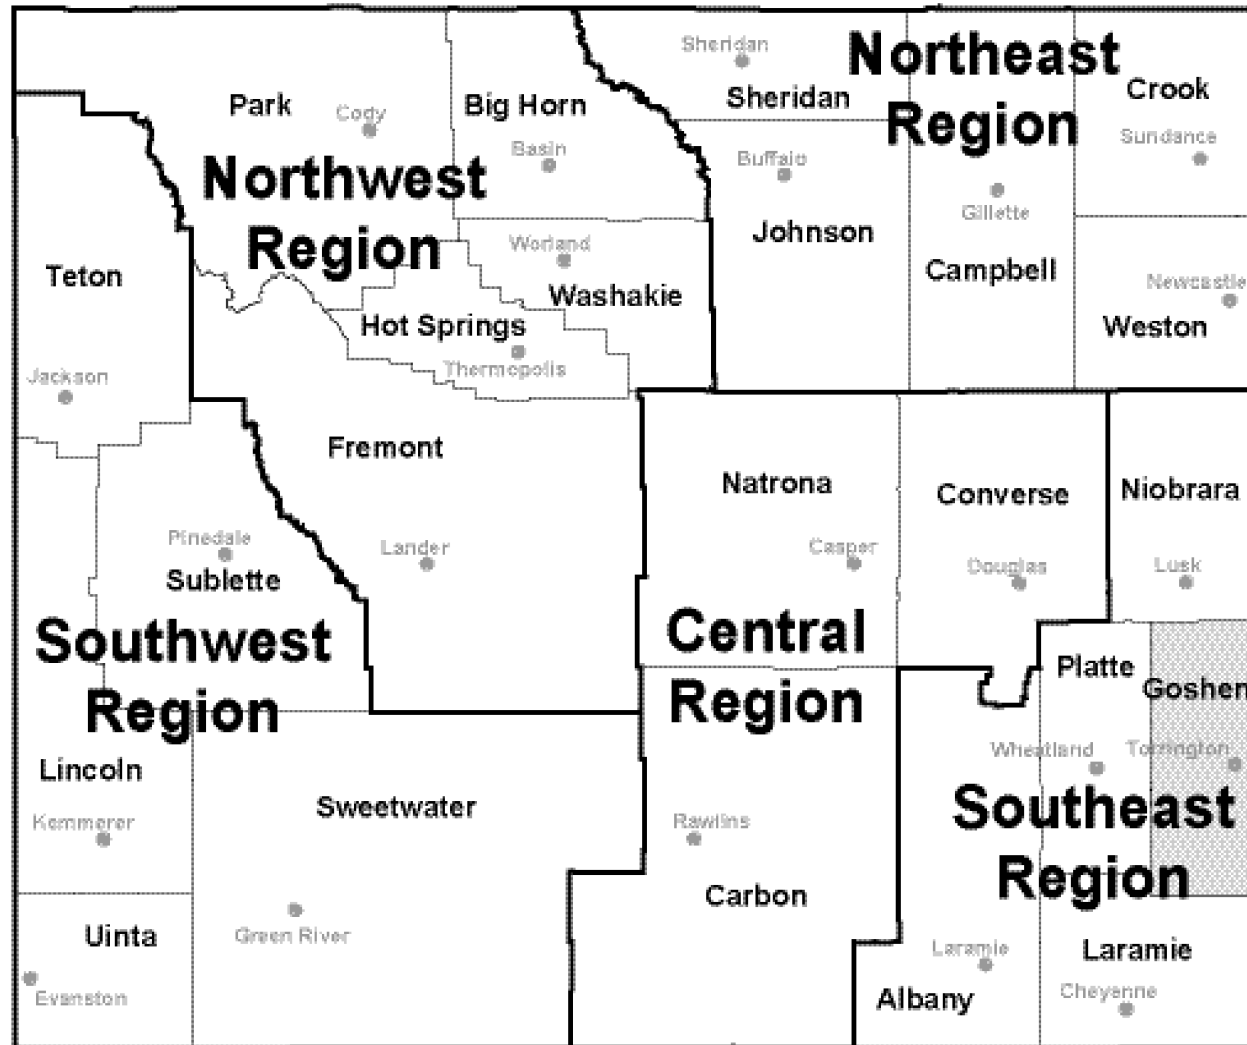 Northeast
Region
Sheridan
Sheridan
Crook
Sundance
Buffalo
Johnson
Gillette
Campbell
Newcastle
Weston
Park
Cody
Big Horn
Basin
Northwest
Region
Worland
Washakie
Hot Springs
Thermopolis
Fremont
Lander
Teton
Jackson
Pinedale
Sublette
Southwest
Region
Lincoln
Kemmerer
Sweetwater
Green River
Uinta
Evanston
Natrona
Casper
Converse
Douglas
Central
Region
Rawlins
Carbon
Niobrara
Lusk
Platte
Goshen
Wheatland
Torrington
Southeast
Region
Laramie
Albany
Laramie
Cheyenne